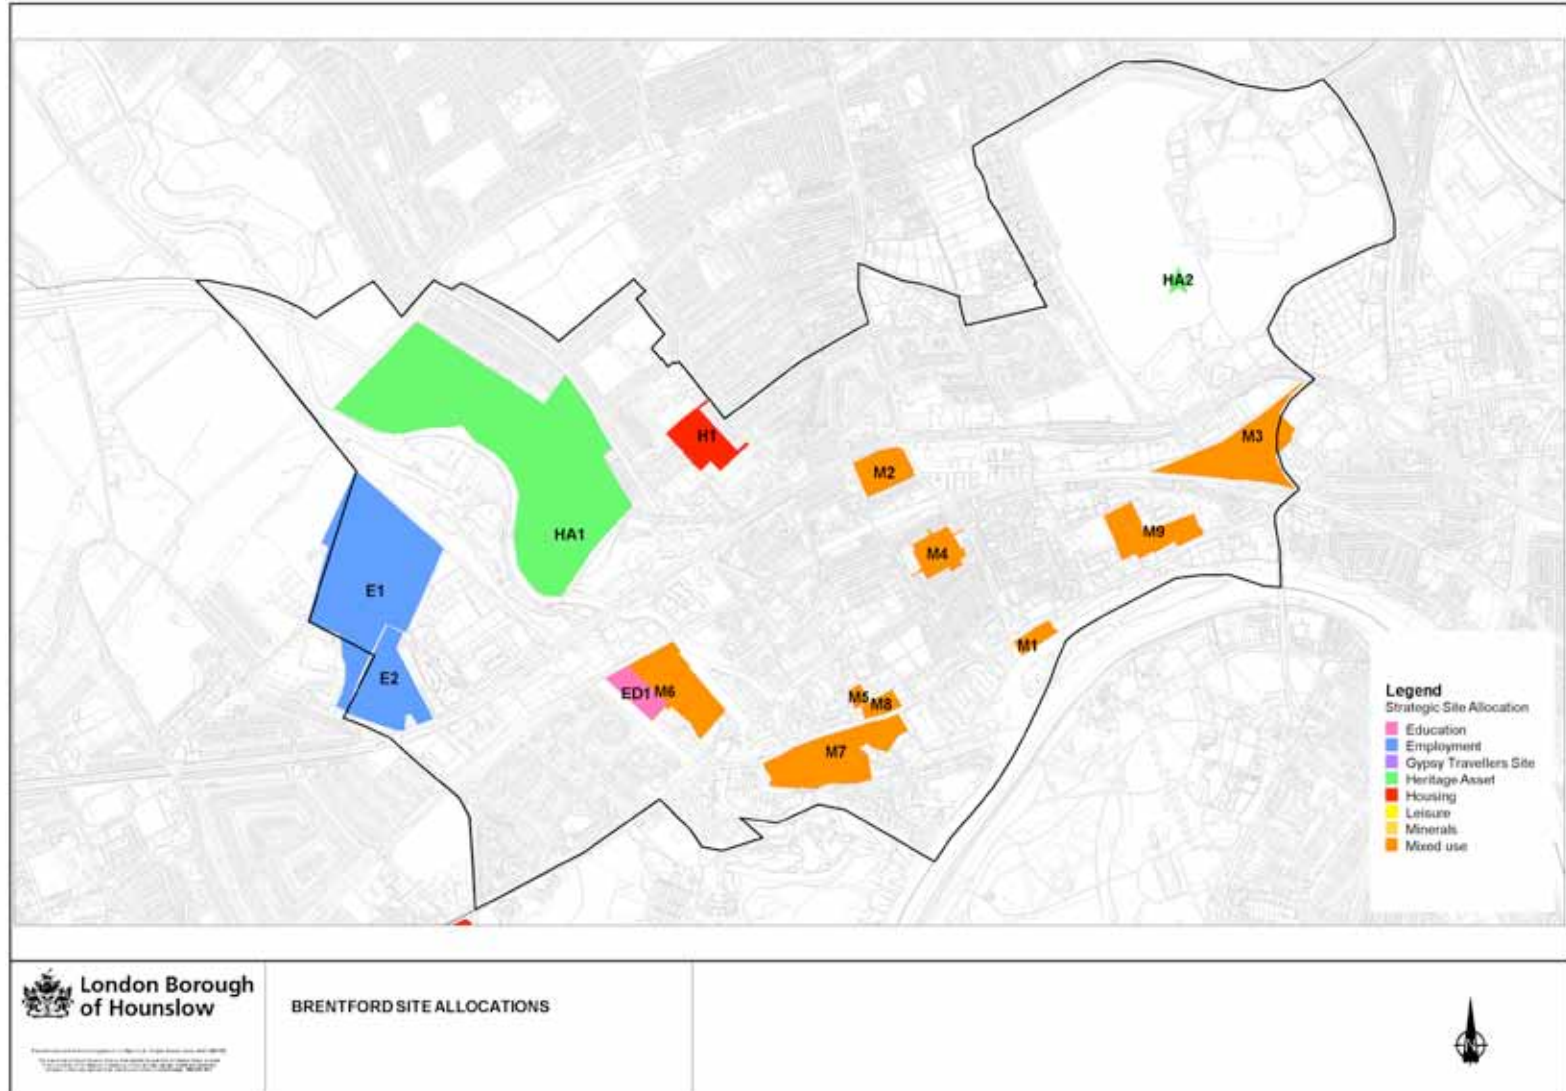 HA2
H1
M3
M2
M9
HA1
M4
E1
M1
E2
ED1
M6
M5
M8
M7
Legend
Strategic Site Allocation
Education
Employment
Gypsy Travellers Site
Heritage Asset
Housing
Leisure
Minerals
Mixed use
London Borough
of Hounslow
BRENTFORD SITE ALLOCATIONS
N